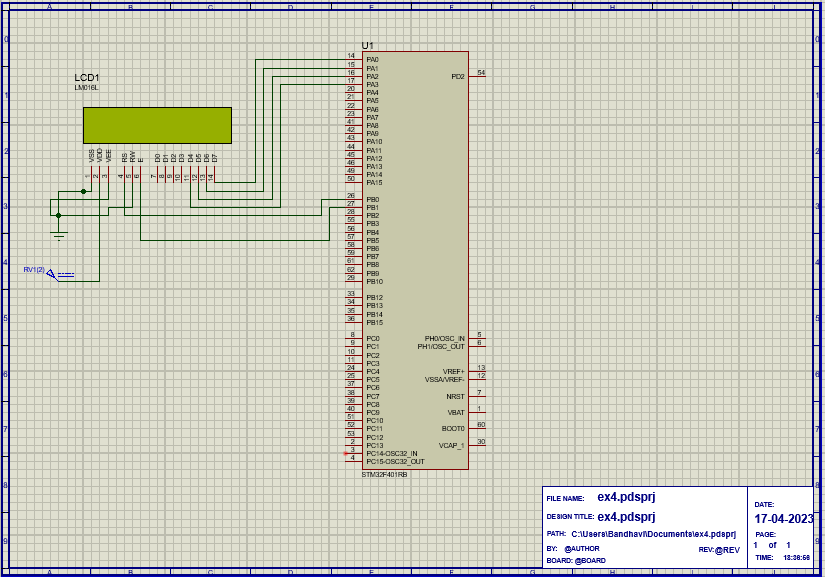 A B C D E F G H J
0
1
2
3
4
5
6
7
8
9
LCD1
LM016L
VSS VDD VEE RS RW E D0 D1 D2 D3 D4 D5 D6 D7
1 2 3 4 5 6 7 8 9 10 11 12 13 14
RV1(2)
U1
14 PA0
15 PA1
16 PA2
17 PA3
20 PA4
21 PA5
22 PA6
23 PA7
41 PA8
42 PA9
43 PA10
44 PA11
45 PA12
46 PA13
49 PA14
50 PA15
26 PB0
27 PB1
28 PB2
55 PB3
56 PB4
57 PB5
58 PB6
59 PB7
61 PB8
62 PB9
29 PB10
33 PB12
34 PB13
35 PB14
36 PB15
8 PC0
9 PC1
10 PC2
11 PC3
24 PC4
25 PC5
37 PC6
38 PC7
39 PC8
40 PC9
51 PC10
52 PC11
53 PC12
2 PC13
3 PC14-OSC32_IN
4 PC15-OSC32_OUT
PD2 54
PH0/OSC_IN 5
PH1/OSC_OUT 6
VREF+ 13
VSSA/VREF- 12
NRST 7
VBAT 1
BOOT0 60
VCAP_1 30
STM32F401RB
FILE NAME: ex4.pdsprj
DESIGN TITLE: ex4.pdsprj
PATH: C:\Users\Bandhavi\Documents\ex4.pdsprj
BY: @AUTHOR REV:@REV
BOARD: @BOARD
DATE:
17-04-2023
PAGE:
1 of 1
TIME: 13:36:56
A B C D E F G H